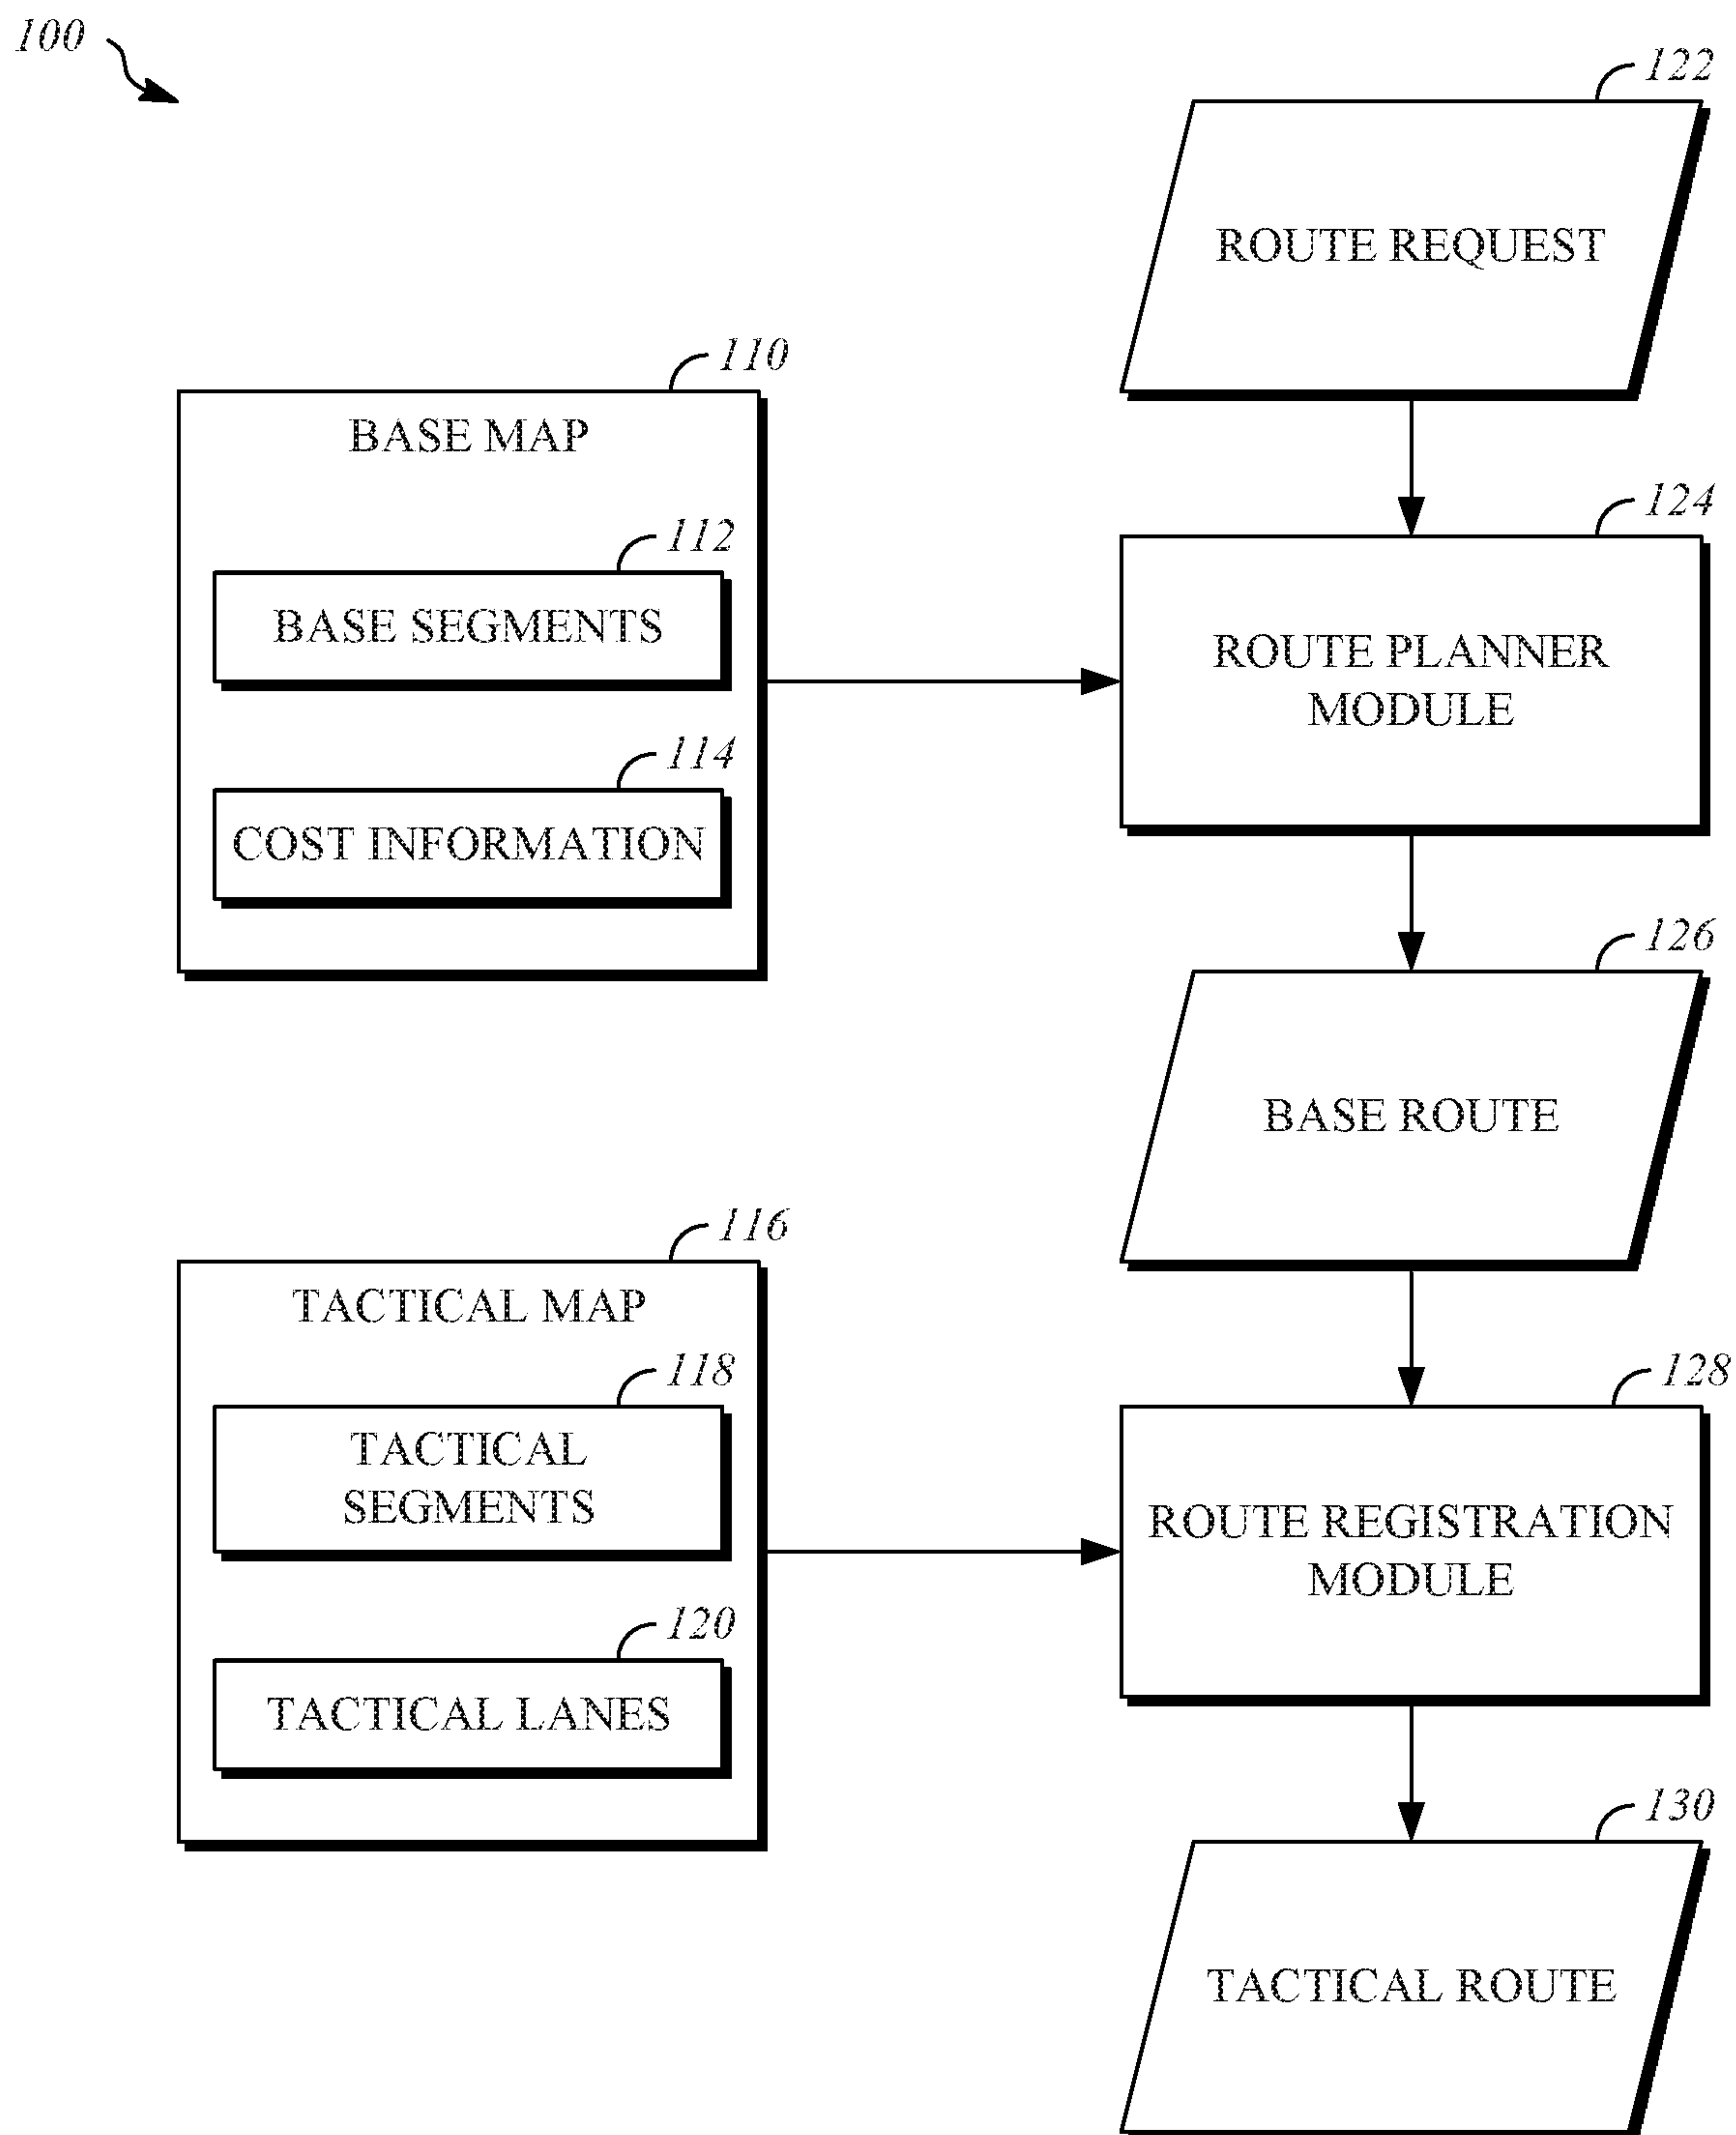 100
122
ROUTE REQUEST
110
BASE MAP
112
BASE SEGMENTS
114
COST INFORMATION
124
ROUTE PLANNER
MODULE
126
BASE ROUTE
116
TACTICAL MAP
118
TACTICAL
SEGMENTS
120
TACTICAL LANES
128
ROUTE REGISTRATION
MODULE
130
TACTICAL ROUTE